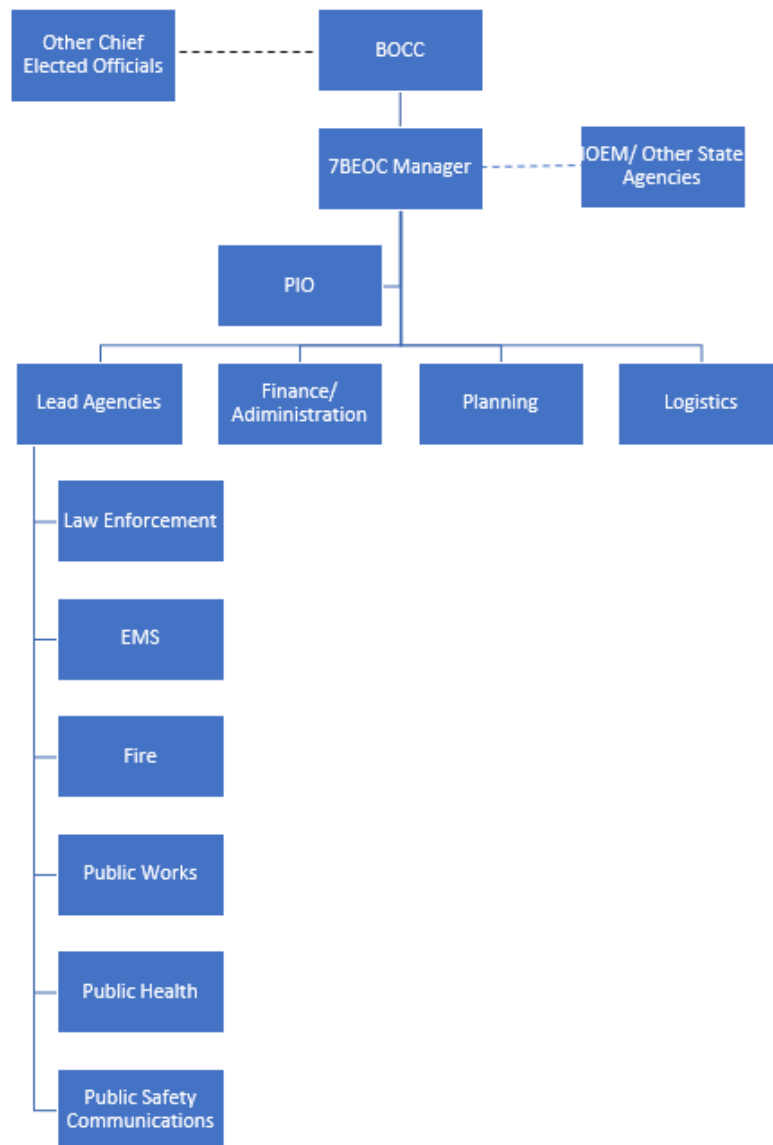 Other Chief
Elected Officials
BOCC
7BEOC Manager
IOEM/ Other State
Agencies
PIO
Lead Agencies
Finance/
Adiministration
Planning
Logistics
Law Enforcement
EMS
Fire
Public Works
Public Health
Public Safety
Communications